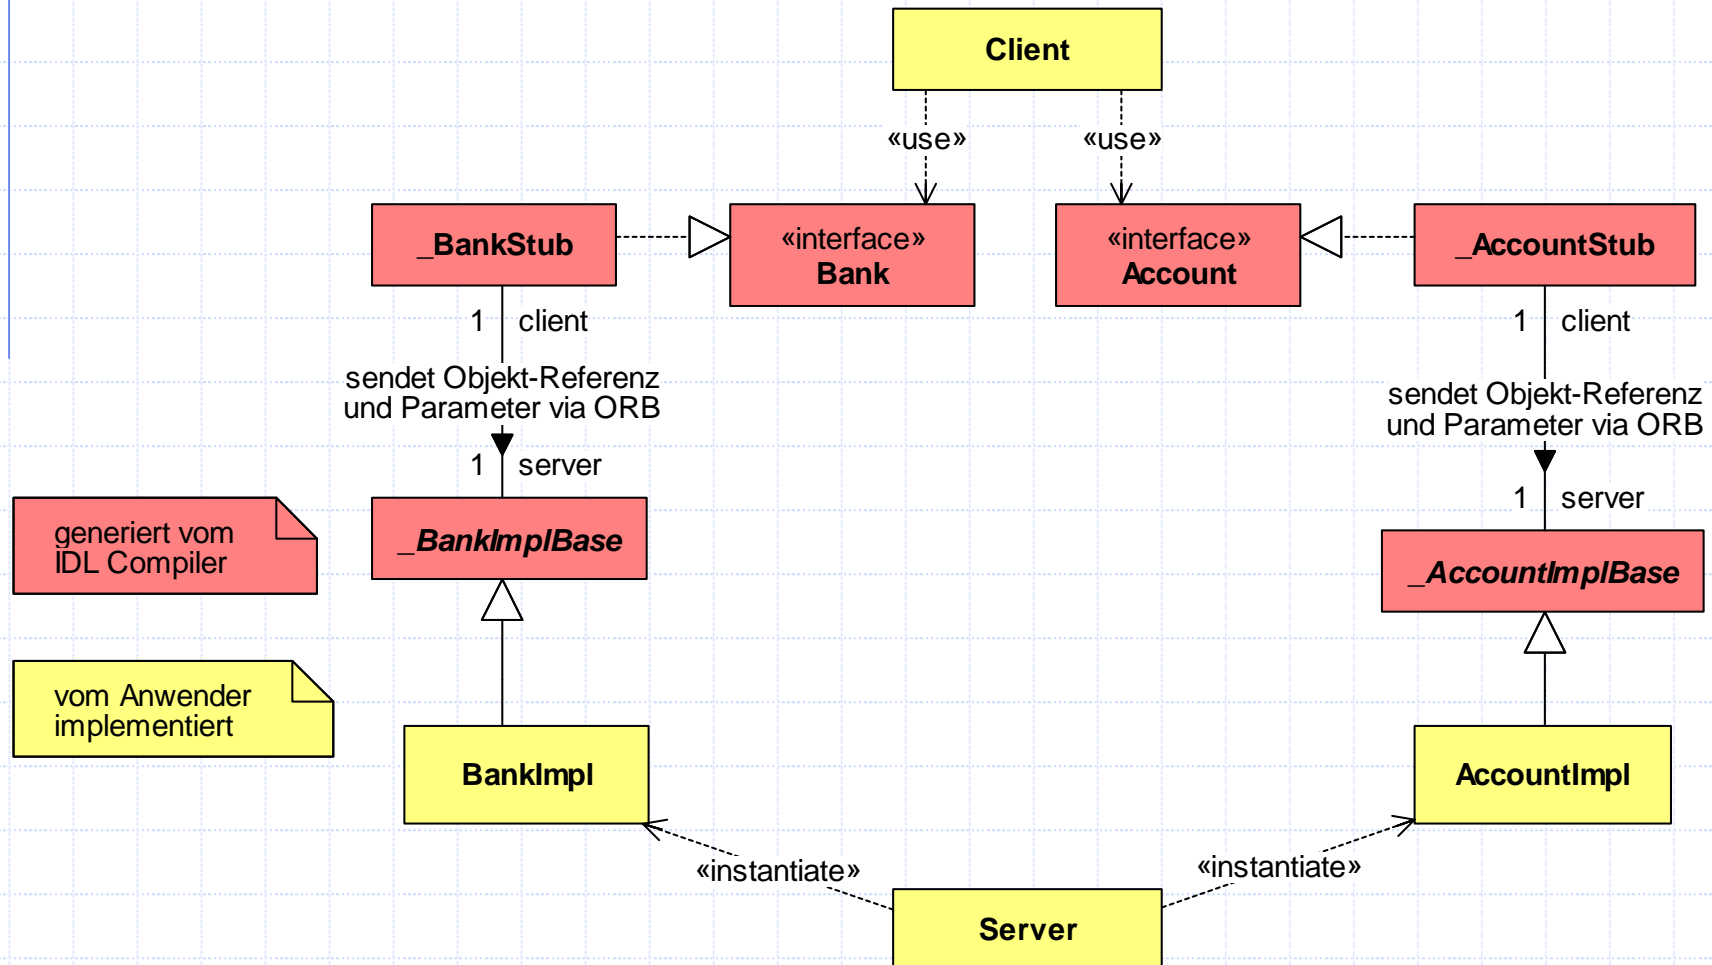 Client
«use» «use»
_BankStub
«interface»
Bank
«interface»
Account
_AccountStub
1 client
sendet Objekt-Referenz
und Parameter via ORB
1 server
1 client
sendet Objekt-Referenz
und Parameter via ORB
1 server
generiert vom
IDL Compiler
_BankImplBase
_AccountImplBase
vom Anwender
implementiert
BankImpl
AccountImpl
«instantiate» «instantiate»
Server